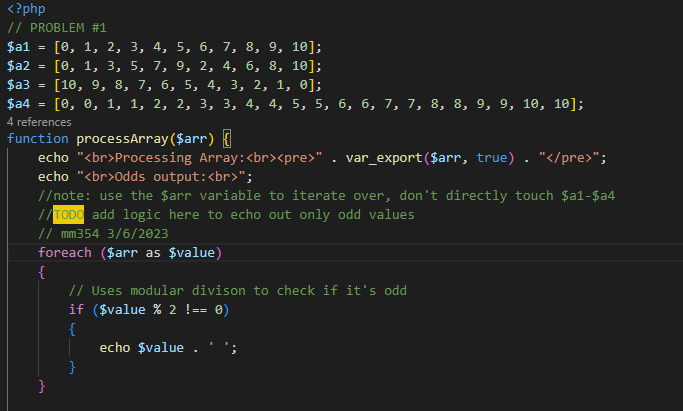 <?php
// PROBLEM #1
$a1 = [0, 1, 2, 3, 4, 5, 6, 7, 8, 9, 10];
$a2 = [0, 1, 3, 5, 7, 9, 2, 4, 6, 8, 10];
$a3 = [10, 9, 8, 7, 6, 5, 4, 3, 2, 1, 0];
$a4 = [0, 0, 1, 1, 2, 2, 3, 3, 4, 4, 5, 5, 6, 6, 7, 7, 8, 8, 9, 9, 10, 10];
4 references
function processArray($arr) {
    echo "<br>Processing Array:<br><pre>" . var_export($arr, true) . "</pre>";
    echo "<br>Odds output:<br>";
    //note: use the $arr variable to iterate over, don't directly touch $a1-$a4
    //TODO add logic here to echo out only odd values
    // mm354 3/6/2023
    foreach ($arr as $value)
    {
        // Uses modular divison to check if it's odd
        if ($value % 2 !== 0)
        {
            echo $value . ' ';
        }
    }